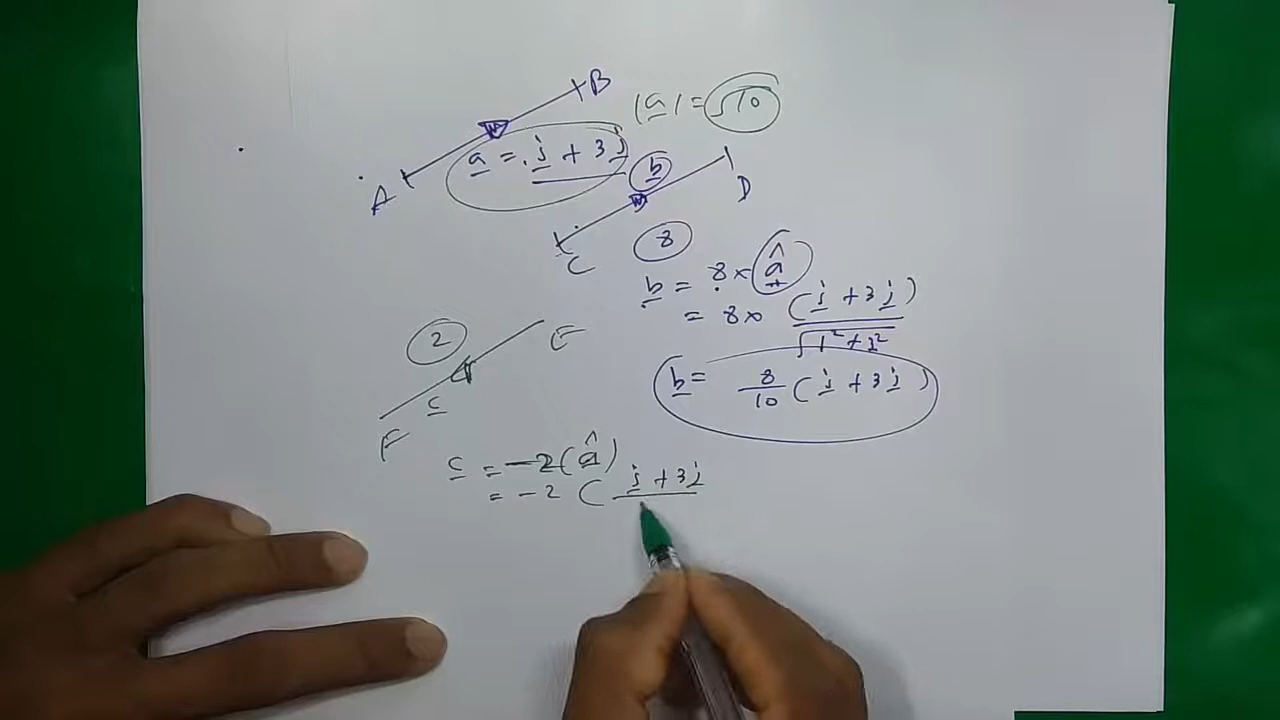 B
|a| = √10
a = i + 3j
A
b
D
C
8
b = 8 × â
= 8 × (i + 3j)
√1² + 3²
2
E
b = 8/10 (i + 3j)
c
F
c = -2(â)
= -2 ( i + 3j